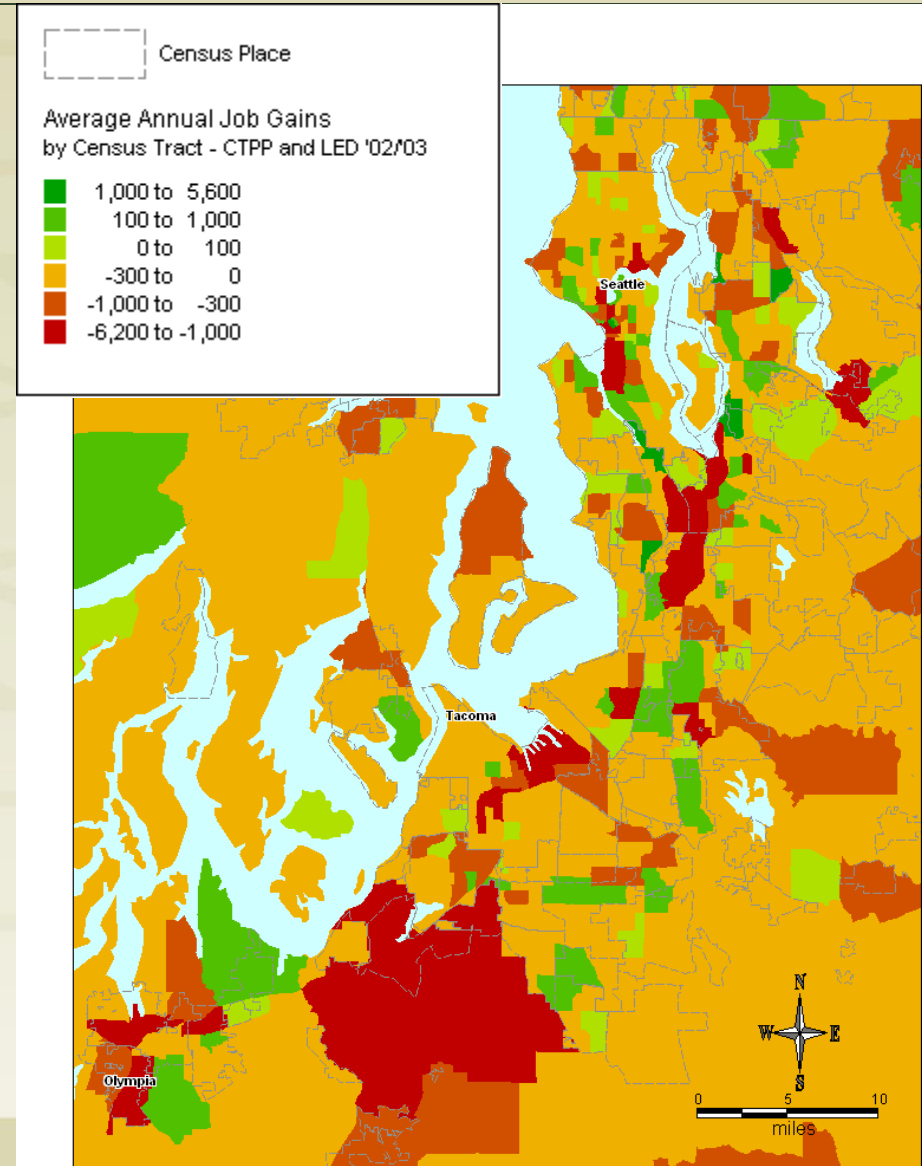 Census Place
Average Annual Job Gains
by Census Tract - CTPP and LED '02/'03
1,000 to 5,600
100 to 1,000
0 to 100
-300 to 0
-1,000 to -300
-6,200 to -1,000
Seattle
Tacoma
Olympia
N
W E
S
0 5 10
miles